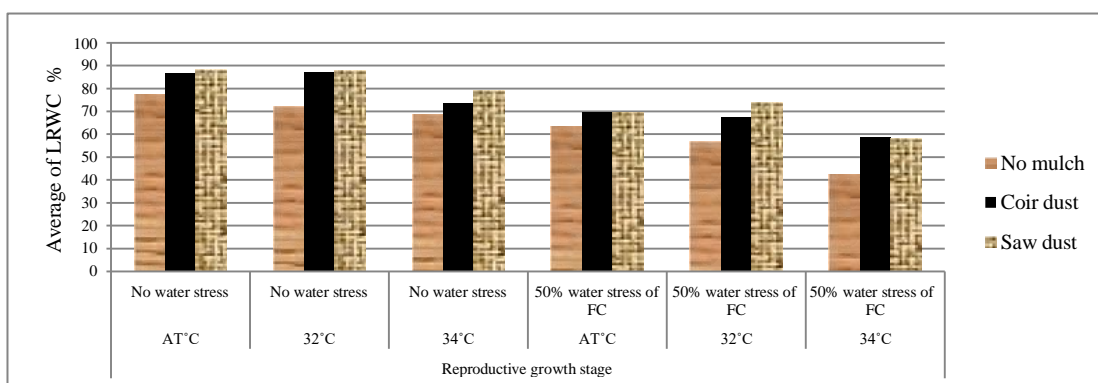 Average of LRWC %
100
90
80
70
60
50
40
30
20
10
0
No water stress
No water stress
No water stress
50% water stress of
FC
50% water stress of
FC
50% water stress of
FC
AT˚C
32˚C
34˚C
AT˚C
32˚C
34˚C
Reproductive growth stage
No mulch
Coir dust
Saw dust